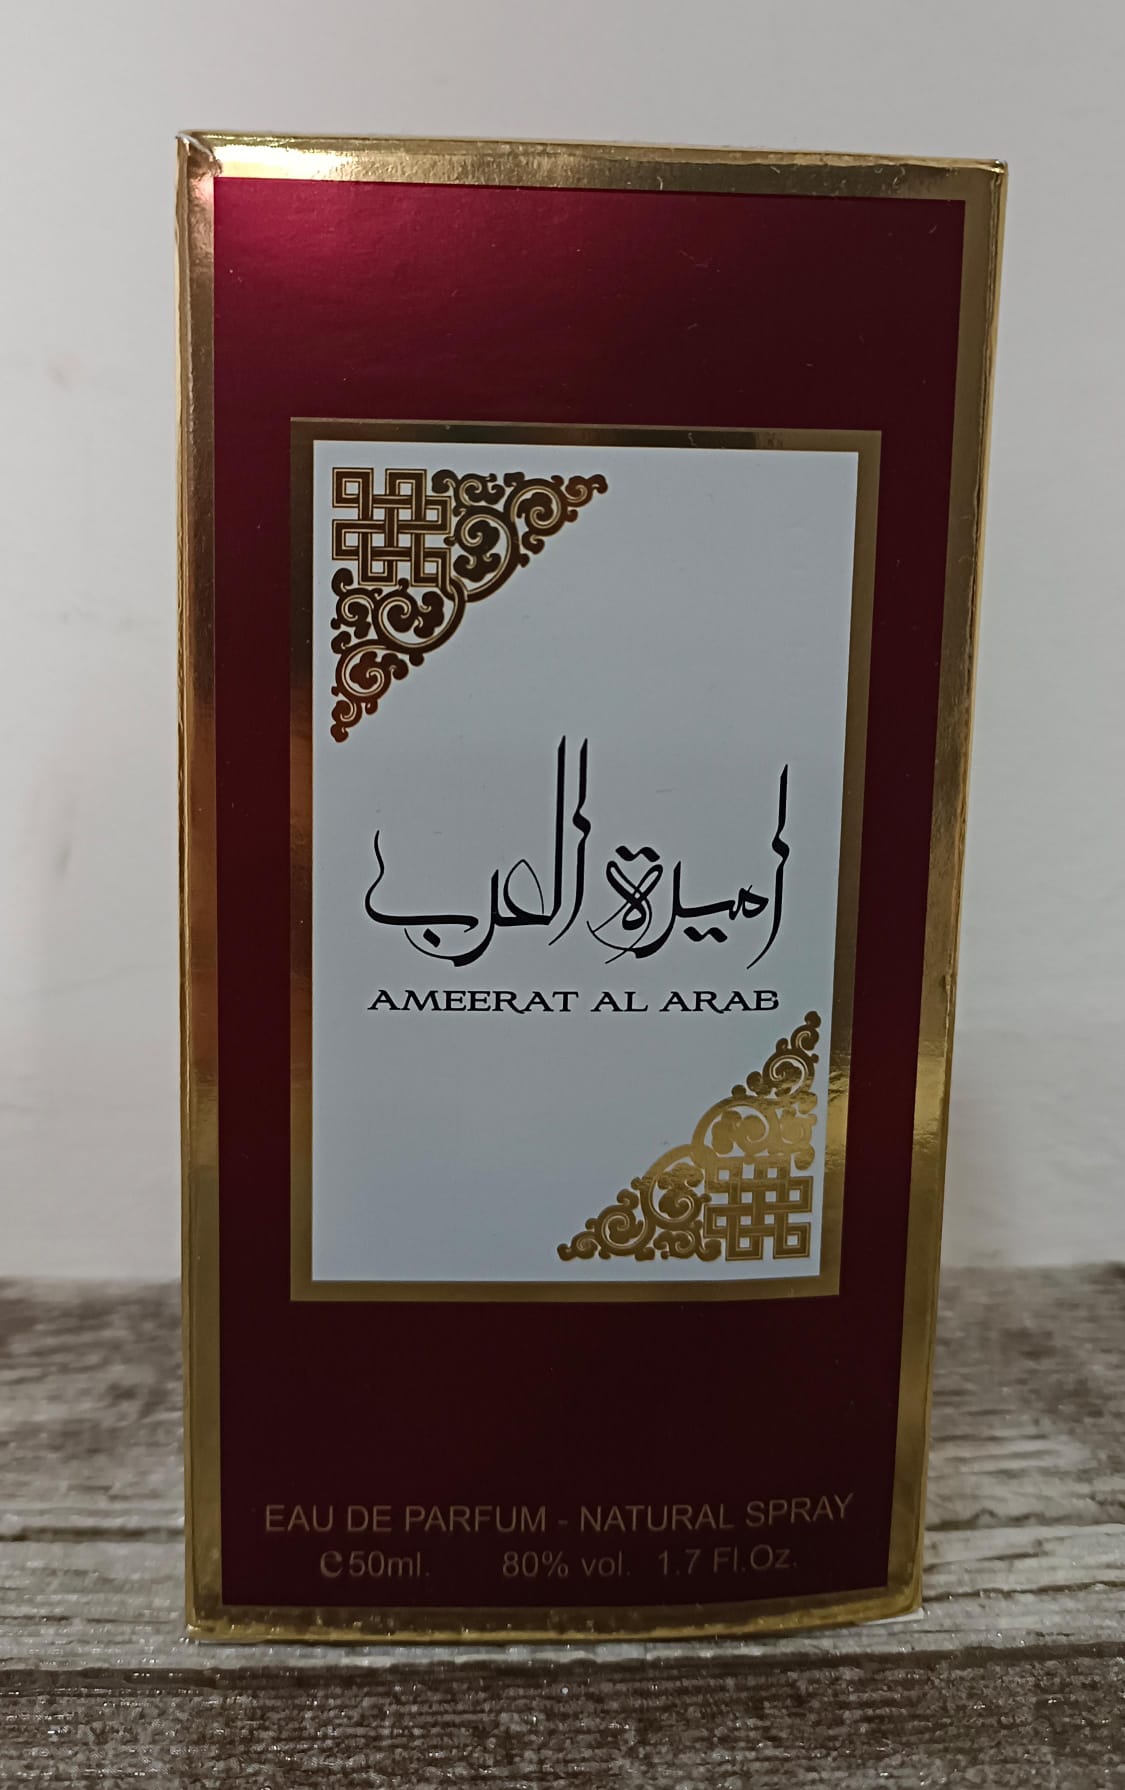 اميرة العرب
AMEERAT AL ARAB
EAU DE PARFUM - NATURAL SPRAY
℮50ml. 80% vol. 1.7 Fl.Oz.